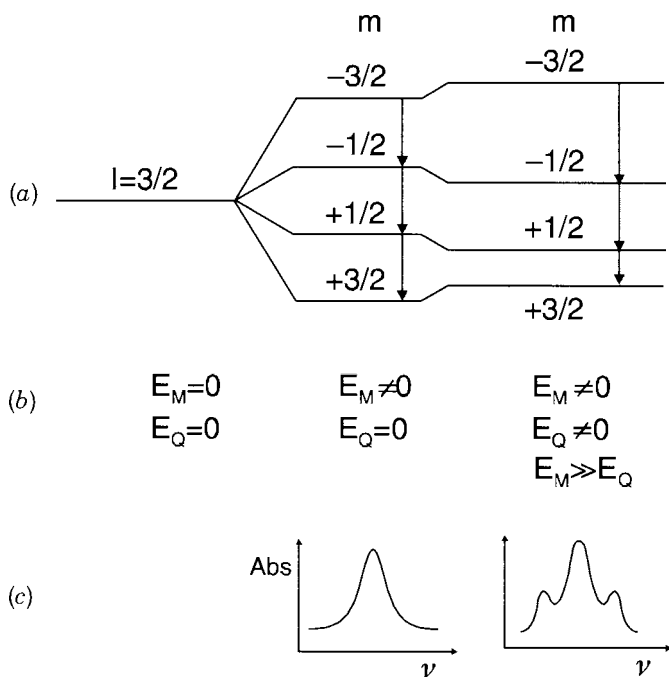 m m
−3/2 −3/2
I=3/2 −1/2 −1/2
(a)
+1/2 +1/2
+3/2 +3/2
E_M=0 E_M≠0 E_M≠0
(b)
E_Q=0 E_Q=0 E_Q≠0
E_M≫E_Q
Abs
(c)
ν ν